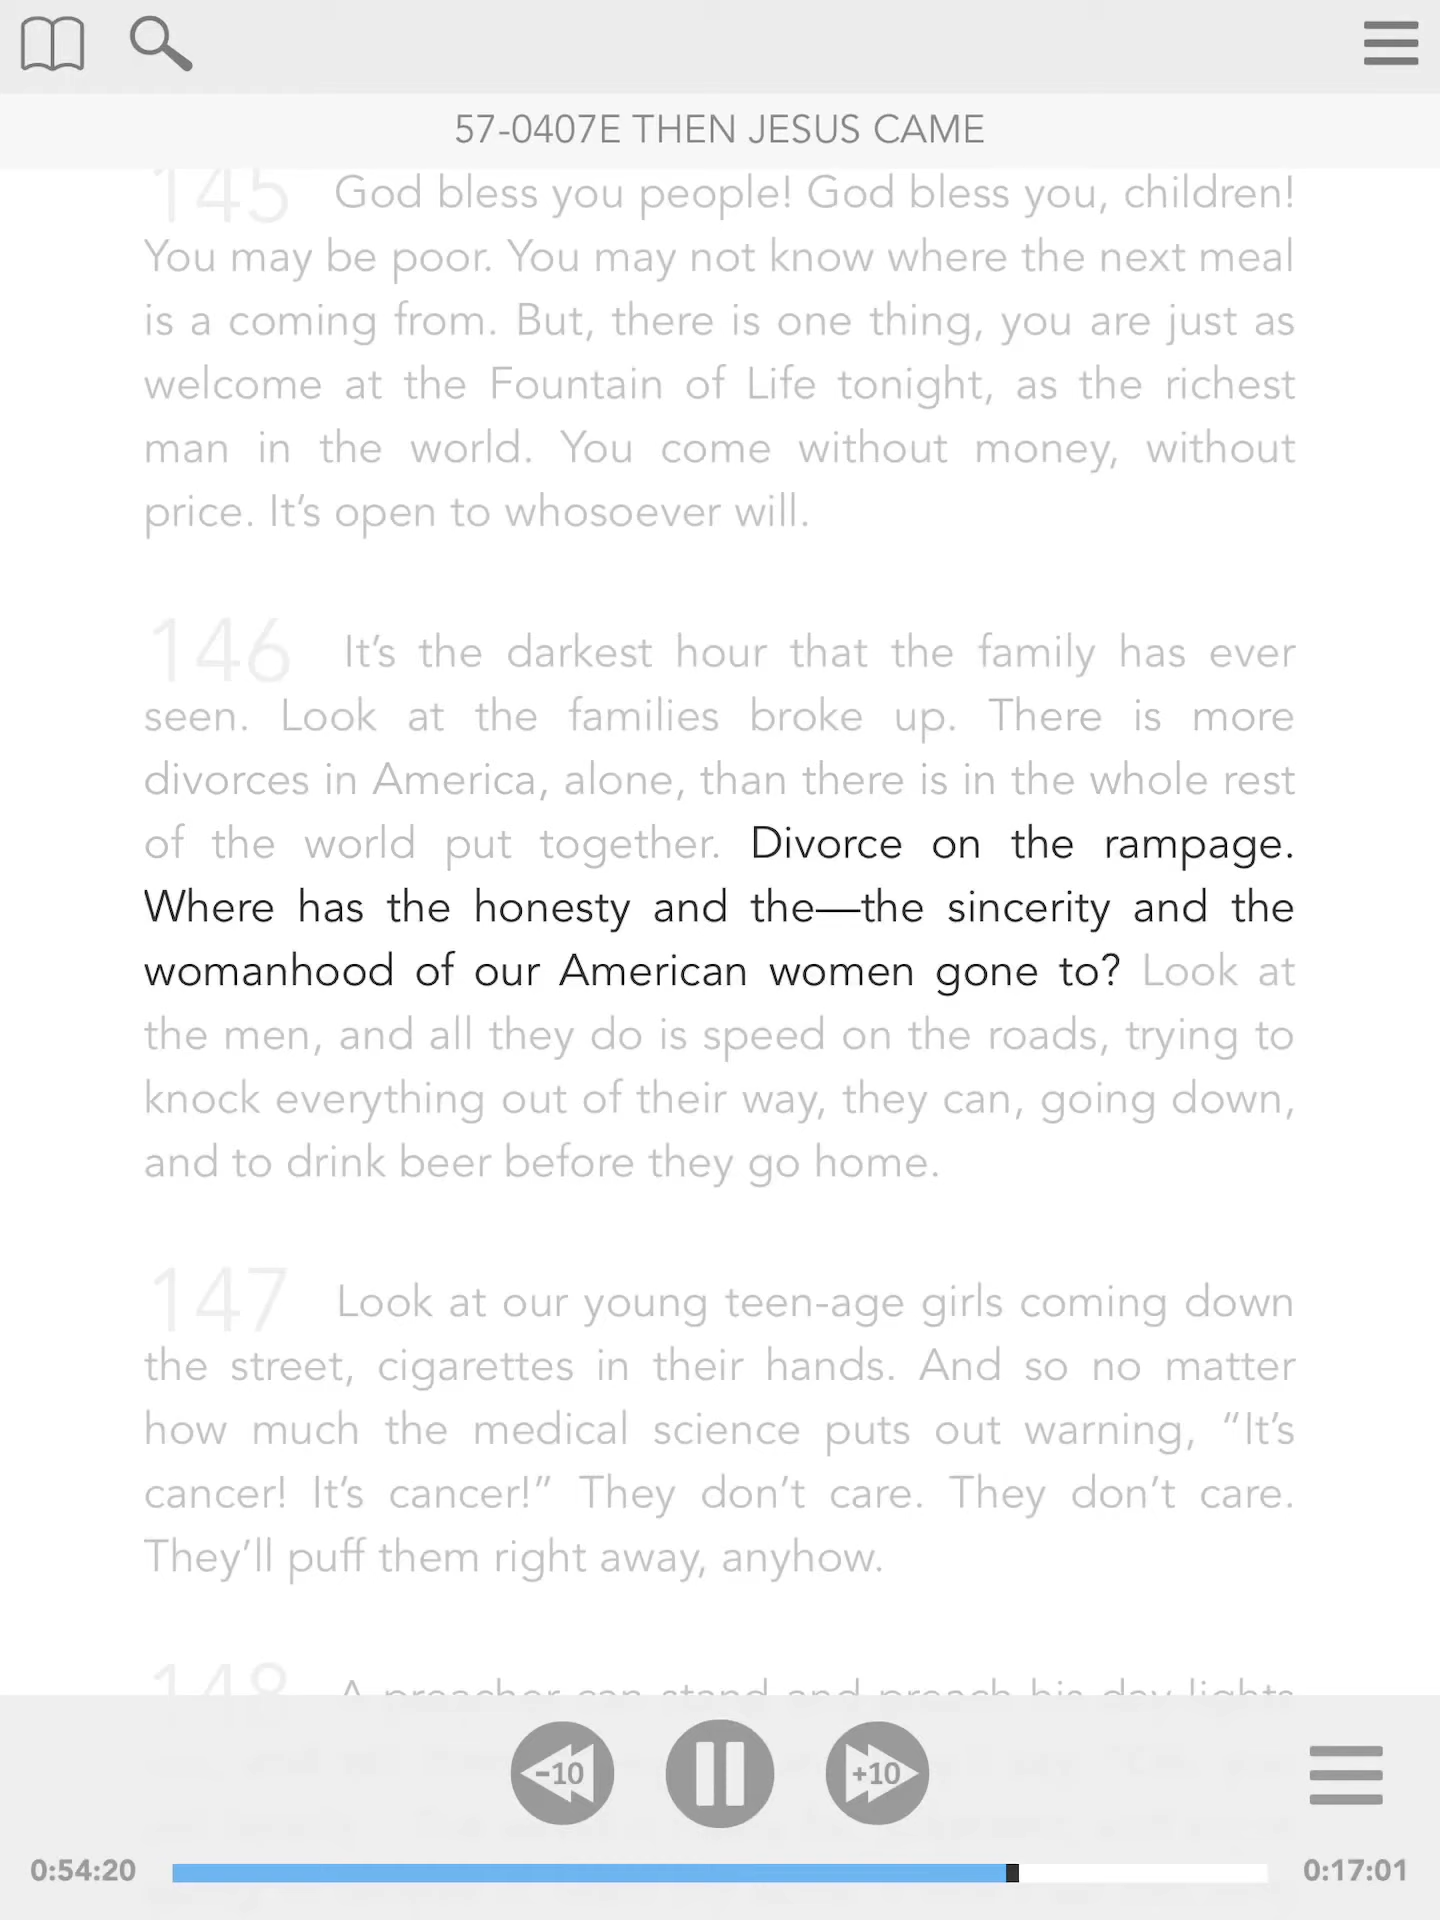 57-0407E THEN JESUS CAME
145 God bless you people! God bless you, children!
You may be poor. You may not know where the next meal
is a coming from. But, there is one thing, you are just as
welcome at the Fountain of Life tonight, as the richest
man in the world. You come without money, without
price. It’s open to whosoever will.
146 It’s the darkest hour that the family has ever
seen. Look at the families broke up. There is more
divorces in America, alone, than there is in the whole rest
of the world put together. Divorce on the rampage.
Where has the honesty and the—the sincerity and the
womanhood of our American women gone to? Look at
the men, and all they do is speed on the roads, trying to
knock everything out of their way, they can, going down,
and to drink beer before they go home.
147 Look at our young teen-age girls coming down
the street, cigarettes in their hands. And so no matter
how much the medical science puts out warning, “It’s
cancer! It’s cancer!” They don’t care. They don’t care.
They’ll puff them right away, anyhow.
148 A preacher can stand and preach his day lights
-10 +10
0:54:20 0:17:01